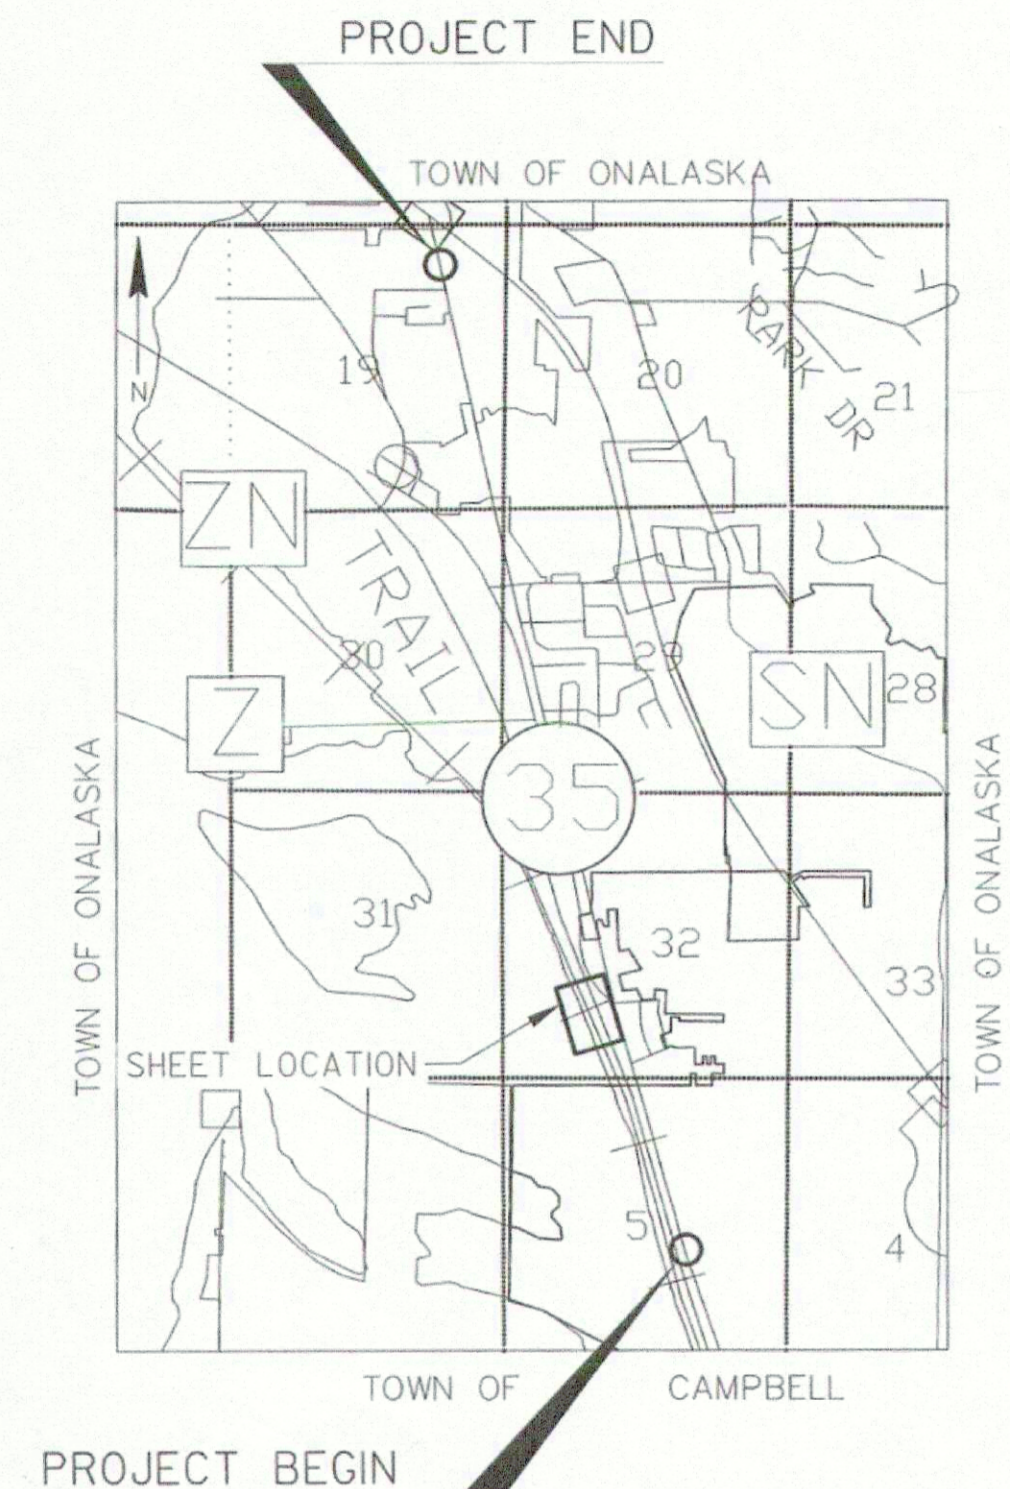 PROJECT END
TOWN OF ONALASKA
N
19
20
RARK DR
21
ZN
TRAIL
30
29
SN
28
Z
35
TOWN OF ONALASKA
TOWN OF ONALASKA
31
32
33
SHEET LOCATION
5
4
TOWN OF CAMPBELL
PROJECT BEGIN